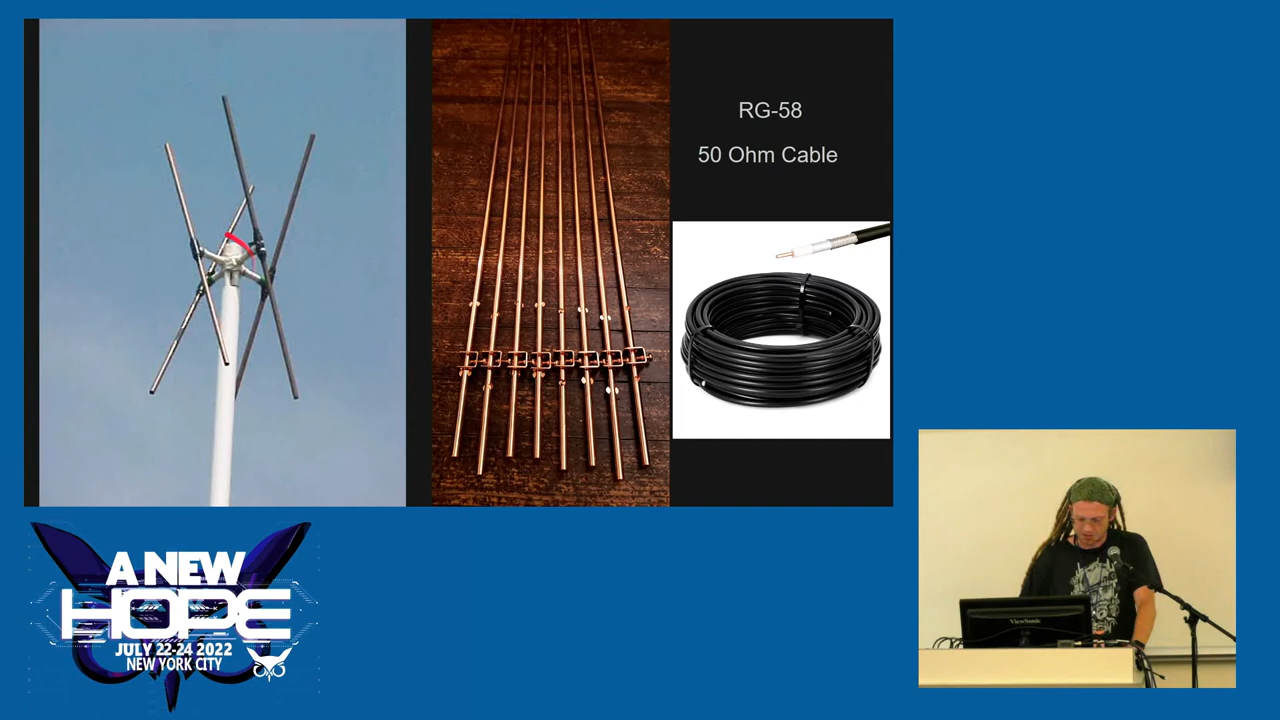 RG-58
50 Ohm Cable
A NEW
HOPE
JULY 22-24 2022
NEW YORK CITY
ViewSonic